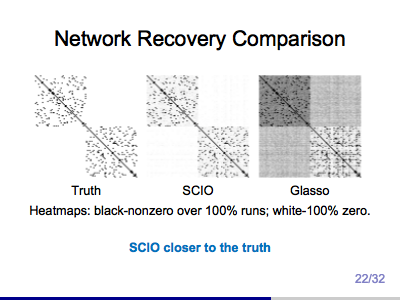 Network Recovery Comparison
Truth
SCIO
Glasso
Heatmaps: black-nonzero over 100% runs; white-100% zero.
SCIO closer to the truth
22/32